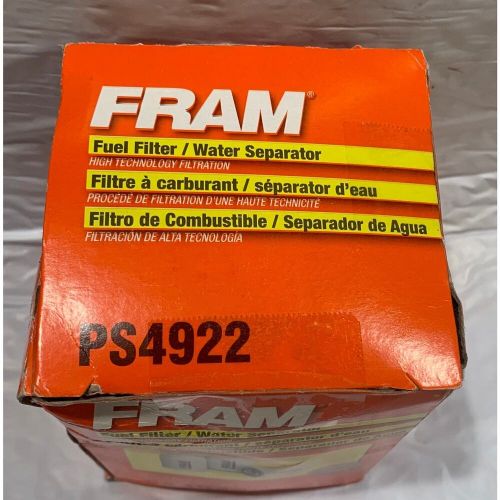 FRAM®
Fuel Filter / Water Separator
HIGH TECHNOLOGY FILTRATION
Filtre à carburant / séparateur d'eau
PROCÉDÉ DE FILTRATION D'UNE HAUTE TECHNICITÉ
Filtro de Combustible / Separador de Agua
FILTRACIÓN DE ALTA TECNOLOGÍA
PS4922
FRAM
Fuel Filter / Water Separator